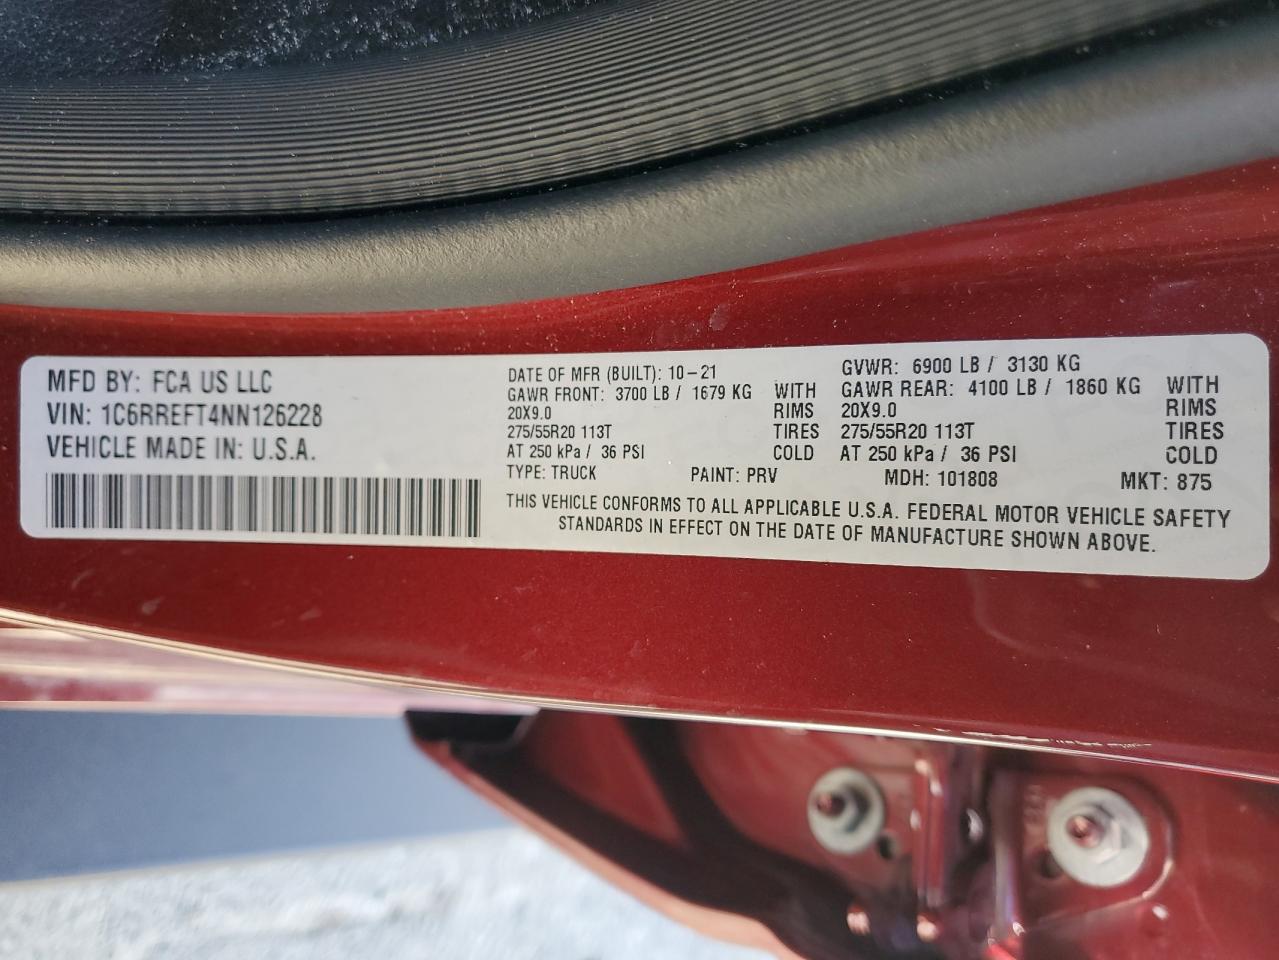 MFD BY: FCA US LLC
VIN: 1C6RREFT4NN126228
VEHICLE MADE IN: U.S.A.
DATE OF MFR (BUILT): 10-21
GAWR FRONT: 3700 LB / 1679 KG WITH
20X9.0 RIMS
275/55R20 113T TIRES
AT 250 kPa / 36 PSI COLD
GVWR: 6900 LB / 3130 KG
GAWR REAR: 4100 LB / 1860 KG WITH
20X9.0 RIMS
275/55R20 113T TIRES
AT 250 kPa / 36 PSI COLD
TYPE: TRUCK PAINT: PRV MDH: 101808 MKT: 875
THIS VEHICLE CONFORMS TO ALL APPLICABLE U.S.A. FEDERAL MOTOR VEHICLE SAFETY
STANDARDS IN EFFECT ON THE DATE OF MANUFACTURE SHOWN ABOVE.